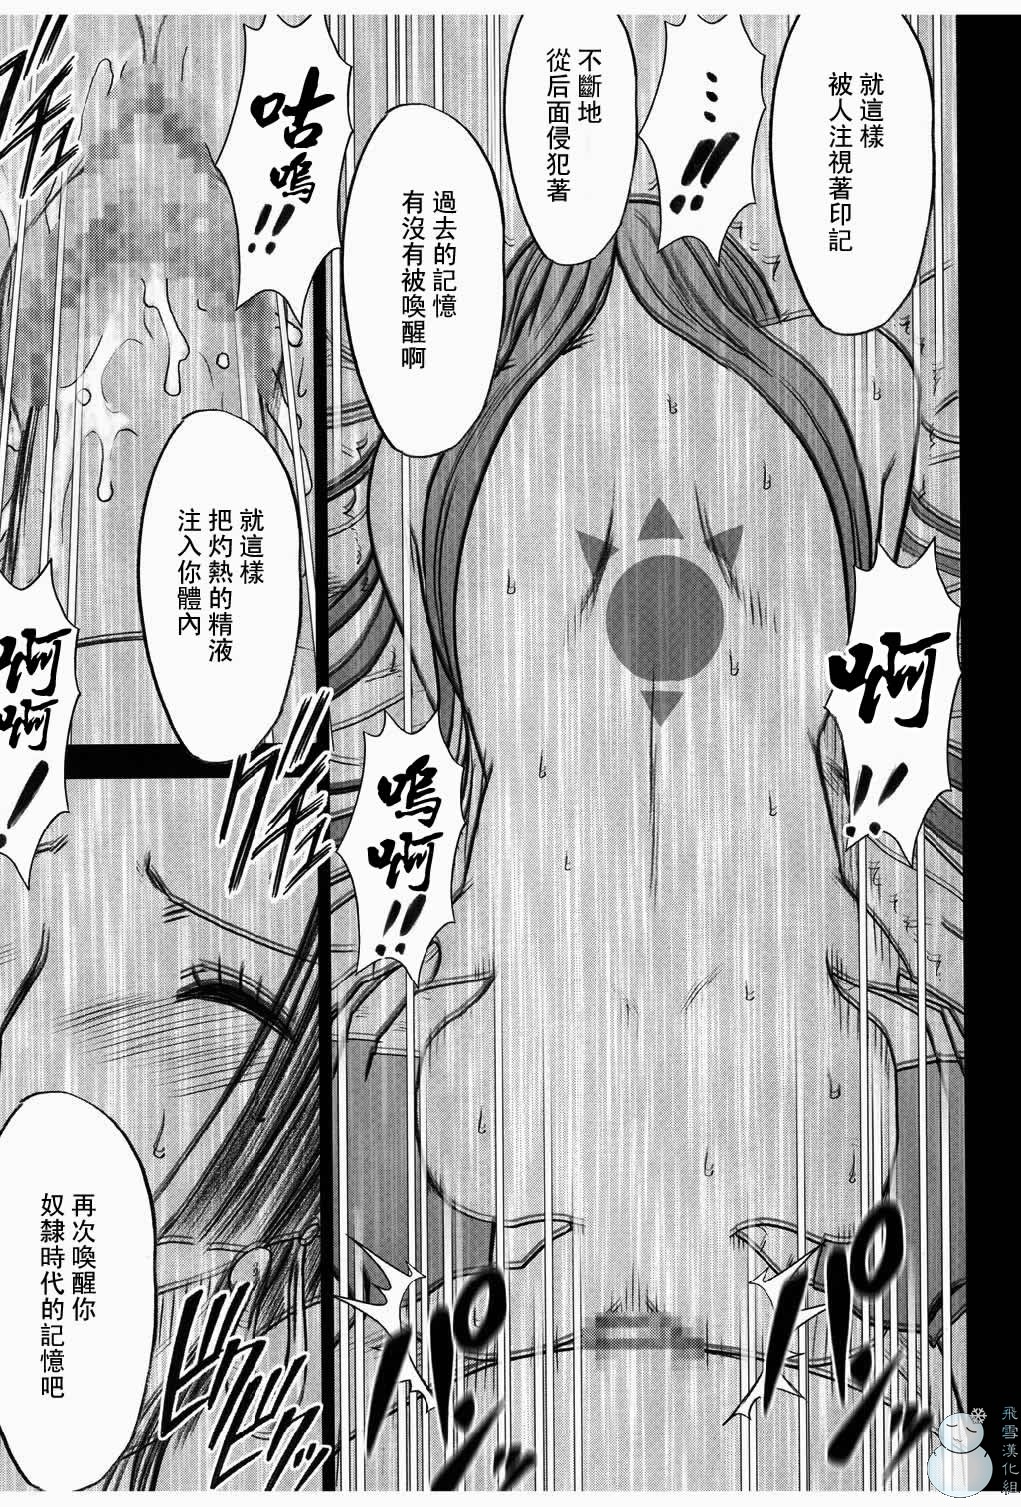 就這樣
被人注視著印記
…!!
不斷地
從后面侵犯著
過去的記憶
有沒有被喚醒啊
咕嗚!!
啊!!
嗚
啊!!
パンッ
パンッ
就這樣
把灼熱的精液
注入你體內
啊
啊!!
再次喚醒你
奴隸時代的記憶吧
飛雪漢化組